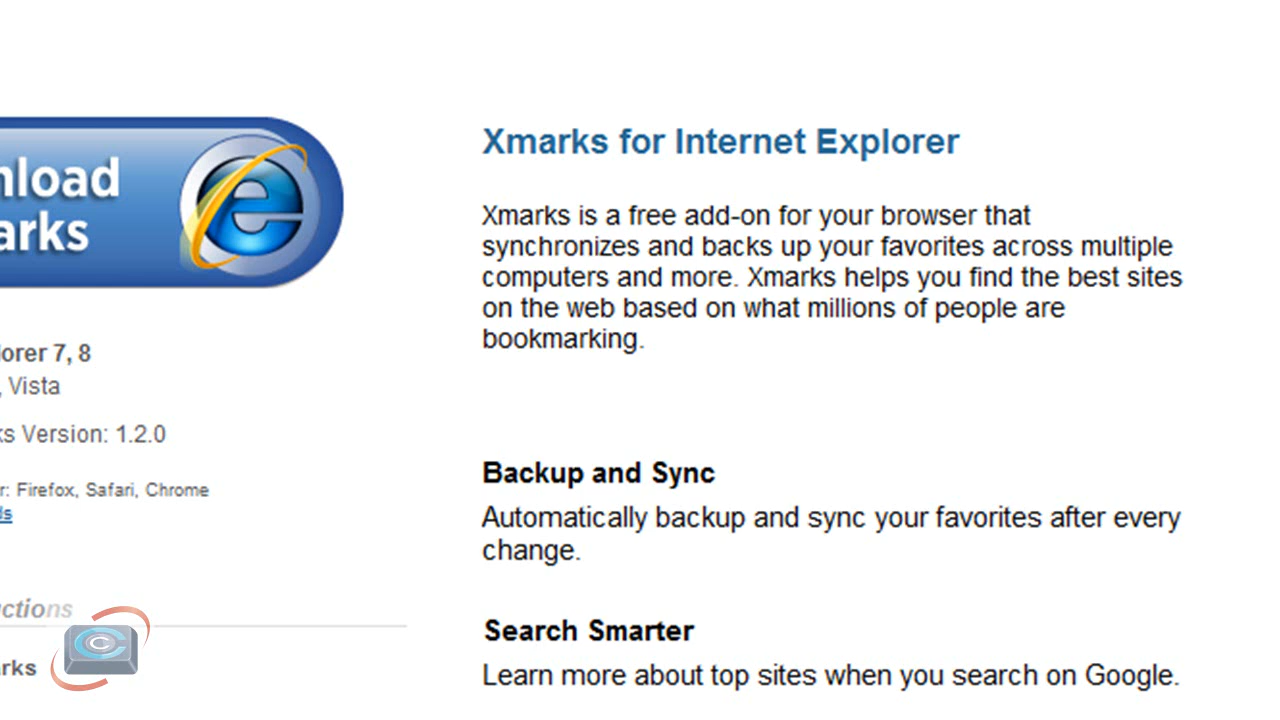 nload
arks
orer 7, 8
, Vista
ks Version: 1.2.0
r: Firefox, Safari, Chrome
ds
ctions
arks
Xmarks for Internet Explorer
Xmarks is a free add-on for your browser that
synchronizes and backs up your favorites across multiple
computers and more. Xmarks helps you find the best sites
on the web based on what millions of people are
bookmarking.
Backup and Sync
Automatically backup and sync your favorites after every
change.
Search Smarter
Learn more about top sites when you search on Google.